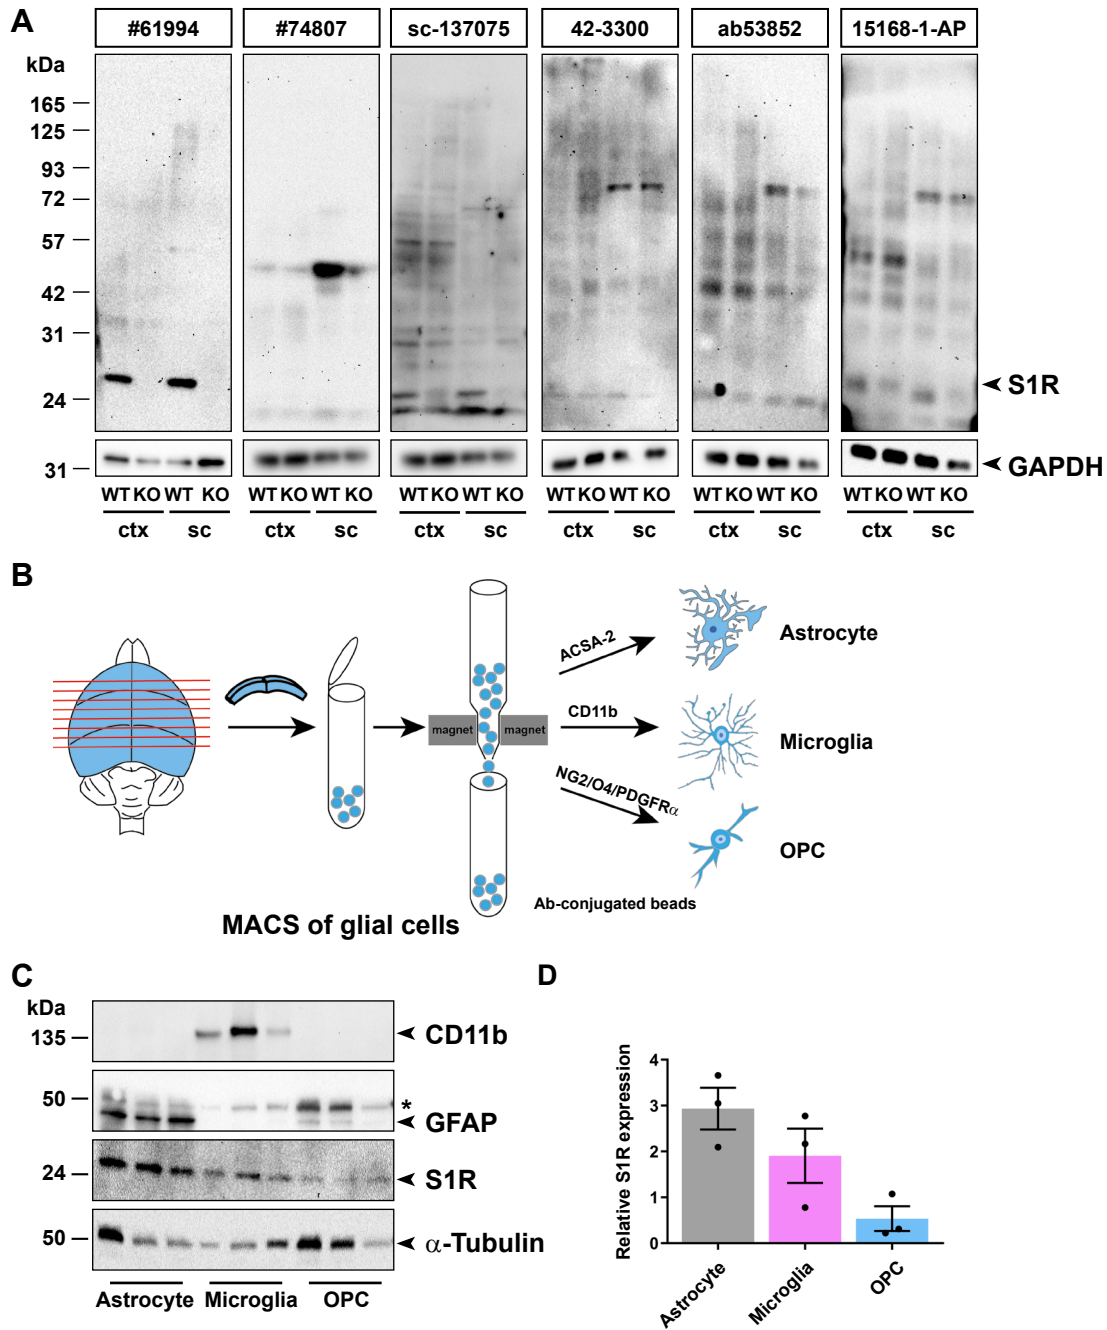 A
#61994 #74807 sc-137075 42-3300 ab53852 15168-1-AP
kDa
165
125
93
72
57
42
31
24
S1R
31
GAPDH
WT KO WT KO WT KO WT KO WT KO WT KO WT KO WT KO WT KO WT KO WT KO WT KO
ctx sc ctx sc ctx sc ctx sc ctx sc ctx sc
B
ACSA-2
Astrocyte
magnet magnet
CD11b
Microglia
NG2/O4/PDGFRα
OPC
Ab-conjugated beads
MACS of glial cells
C
kDa
135
CD11b
50
*
GFAP
24
S1R
50
α-Tubulin
Astrocyte Microglia OPC
D
Relative S1R expression
4
3
2
1
0
Astrocyte
Microglia
OPC